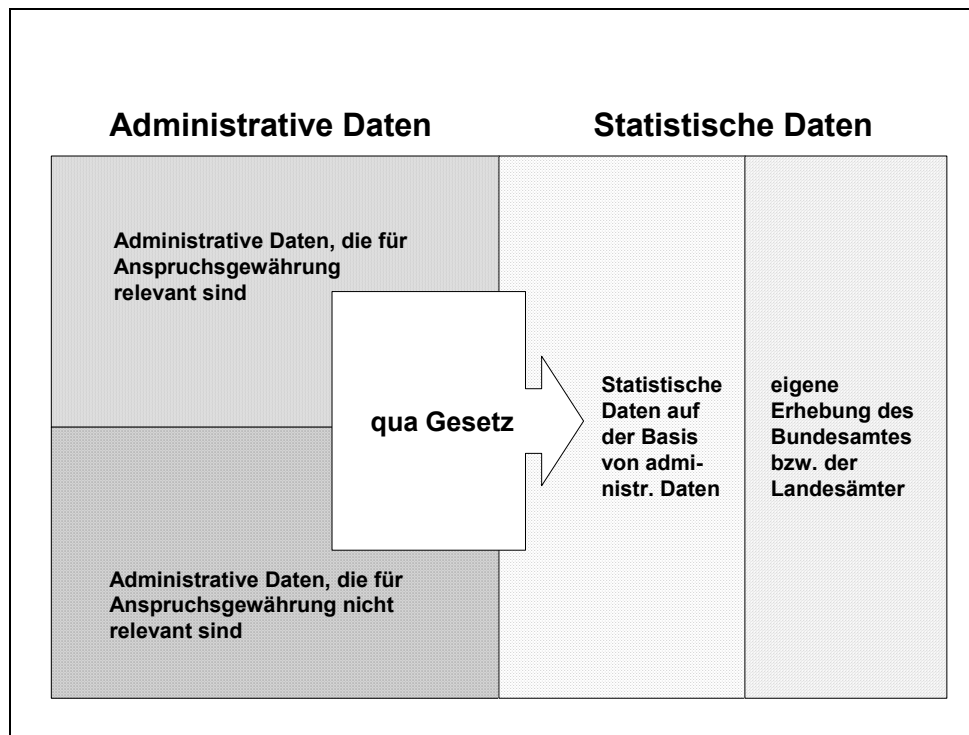 Administrative Daten
Statistische Daten
Administrative Daten, die für
Anspruchsgewährung
relevant sind
qua Gesetz
Statistische
Daten auf
der Basis
von admi-
nistr. Daten
eigene
Erhebung des
Bundesamtes
bzw. der
Landesämter
Administrative Daten, die für
Anspruchsgewährung nicht
relevant sind